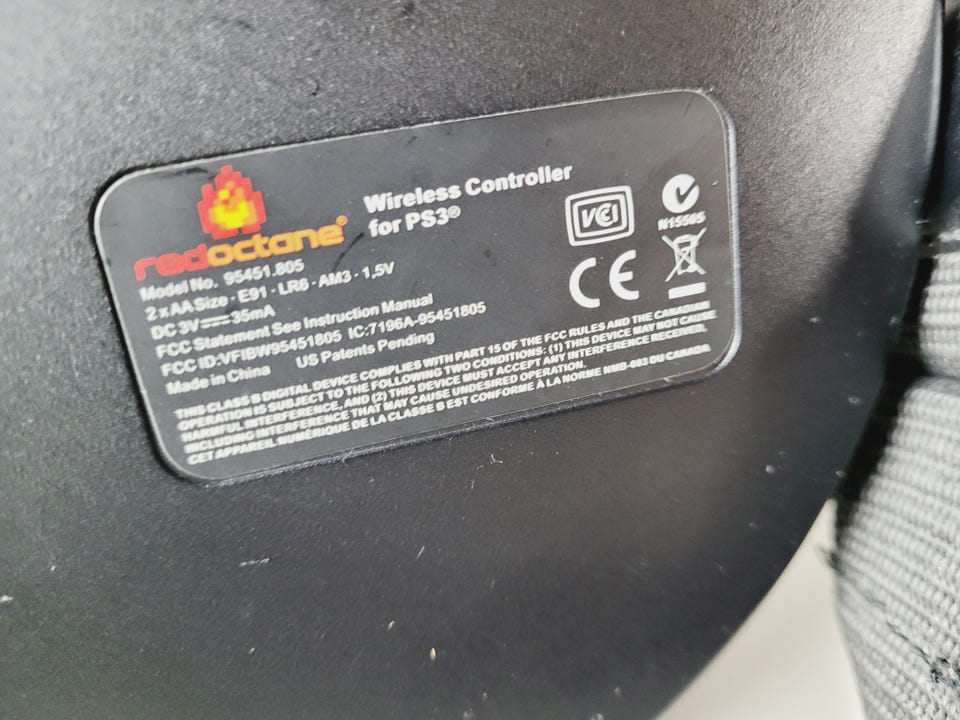 redoctane®
Wireless Controller
for PS3®
Model No. 95451.805
2 x AA Size · E91 · LR6 · AM3 · 1,5V
DC 3V 35mA
FCC Statement See Instruction Manual
FCC ID:VFIBW95451805 IC:7196A-95451805
Made in China US Patents Pending
VCCI
N15505
CE
THIS CLASS B DIGITAL DEVICE COMPLIES WITH PART 15 OF THE FCC RULES AND THE CANADIAN
OPERATION IS SUBJECT TO THE FOLLOWING TWO CONDITIONS: (1) THIS DEVICE MAY NOT CAUSE
HARMFUL INTERFERENCE, AND (2) THIS DEVICE MUST ACCEPT ANY INTERFERENCE RECEIVED,
INCLUDING INTERFERENCE THAT MAY CAUSE UNDESIRED OPERATION.
CET APPAREIL NUMÉRIQUE DE LA CLASSE B EST CONFORME À LA NORME NMB-003 DU CANADA